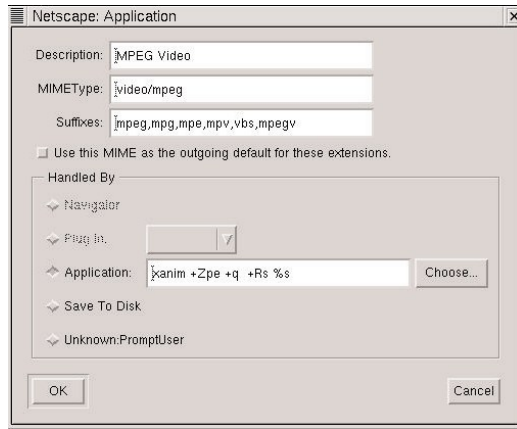 Netscape: Application
Description: MPEG Video
MIMEType: video/mpeg
Suffixes: mpeg,mpg,mpe,mpv,vbs,mpegv
Use this MIME as the outgoing default for these extensions.
Handled By
Navigator
Plug In:
Application: xanim +Zpe +q +Rs %s Choose...
Save To Disk
Unknown:PromptUser
OK Cancel